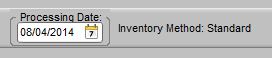 Processing Date:
08/04/2014 7 Inventory Method: Standard